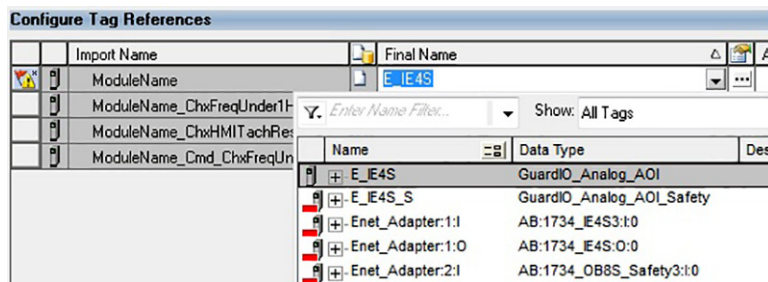 Configure Tag References
Import Name Final Name
ModuleName E_IE4S
ModuleName_ChxFreqUnder1H
ModuleName_ChxHMITachRes
ModuleName_Cmd_ChxFreqUn
Enter Name Filter... Show: All Tags
Name Data Type Des
E_IE4S GuardIO_Analog_AOI
E_IE4S_S GuardIO_Analog_AOI_Safety
Enet_Adapter:1:I AB:1734_IE4S3:I:0
Enet_Adapter:1:O AB:1734_IE4S:O:0
Enet_Adapter:2:I AB:1734_OB8S_Safety3:I:0